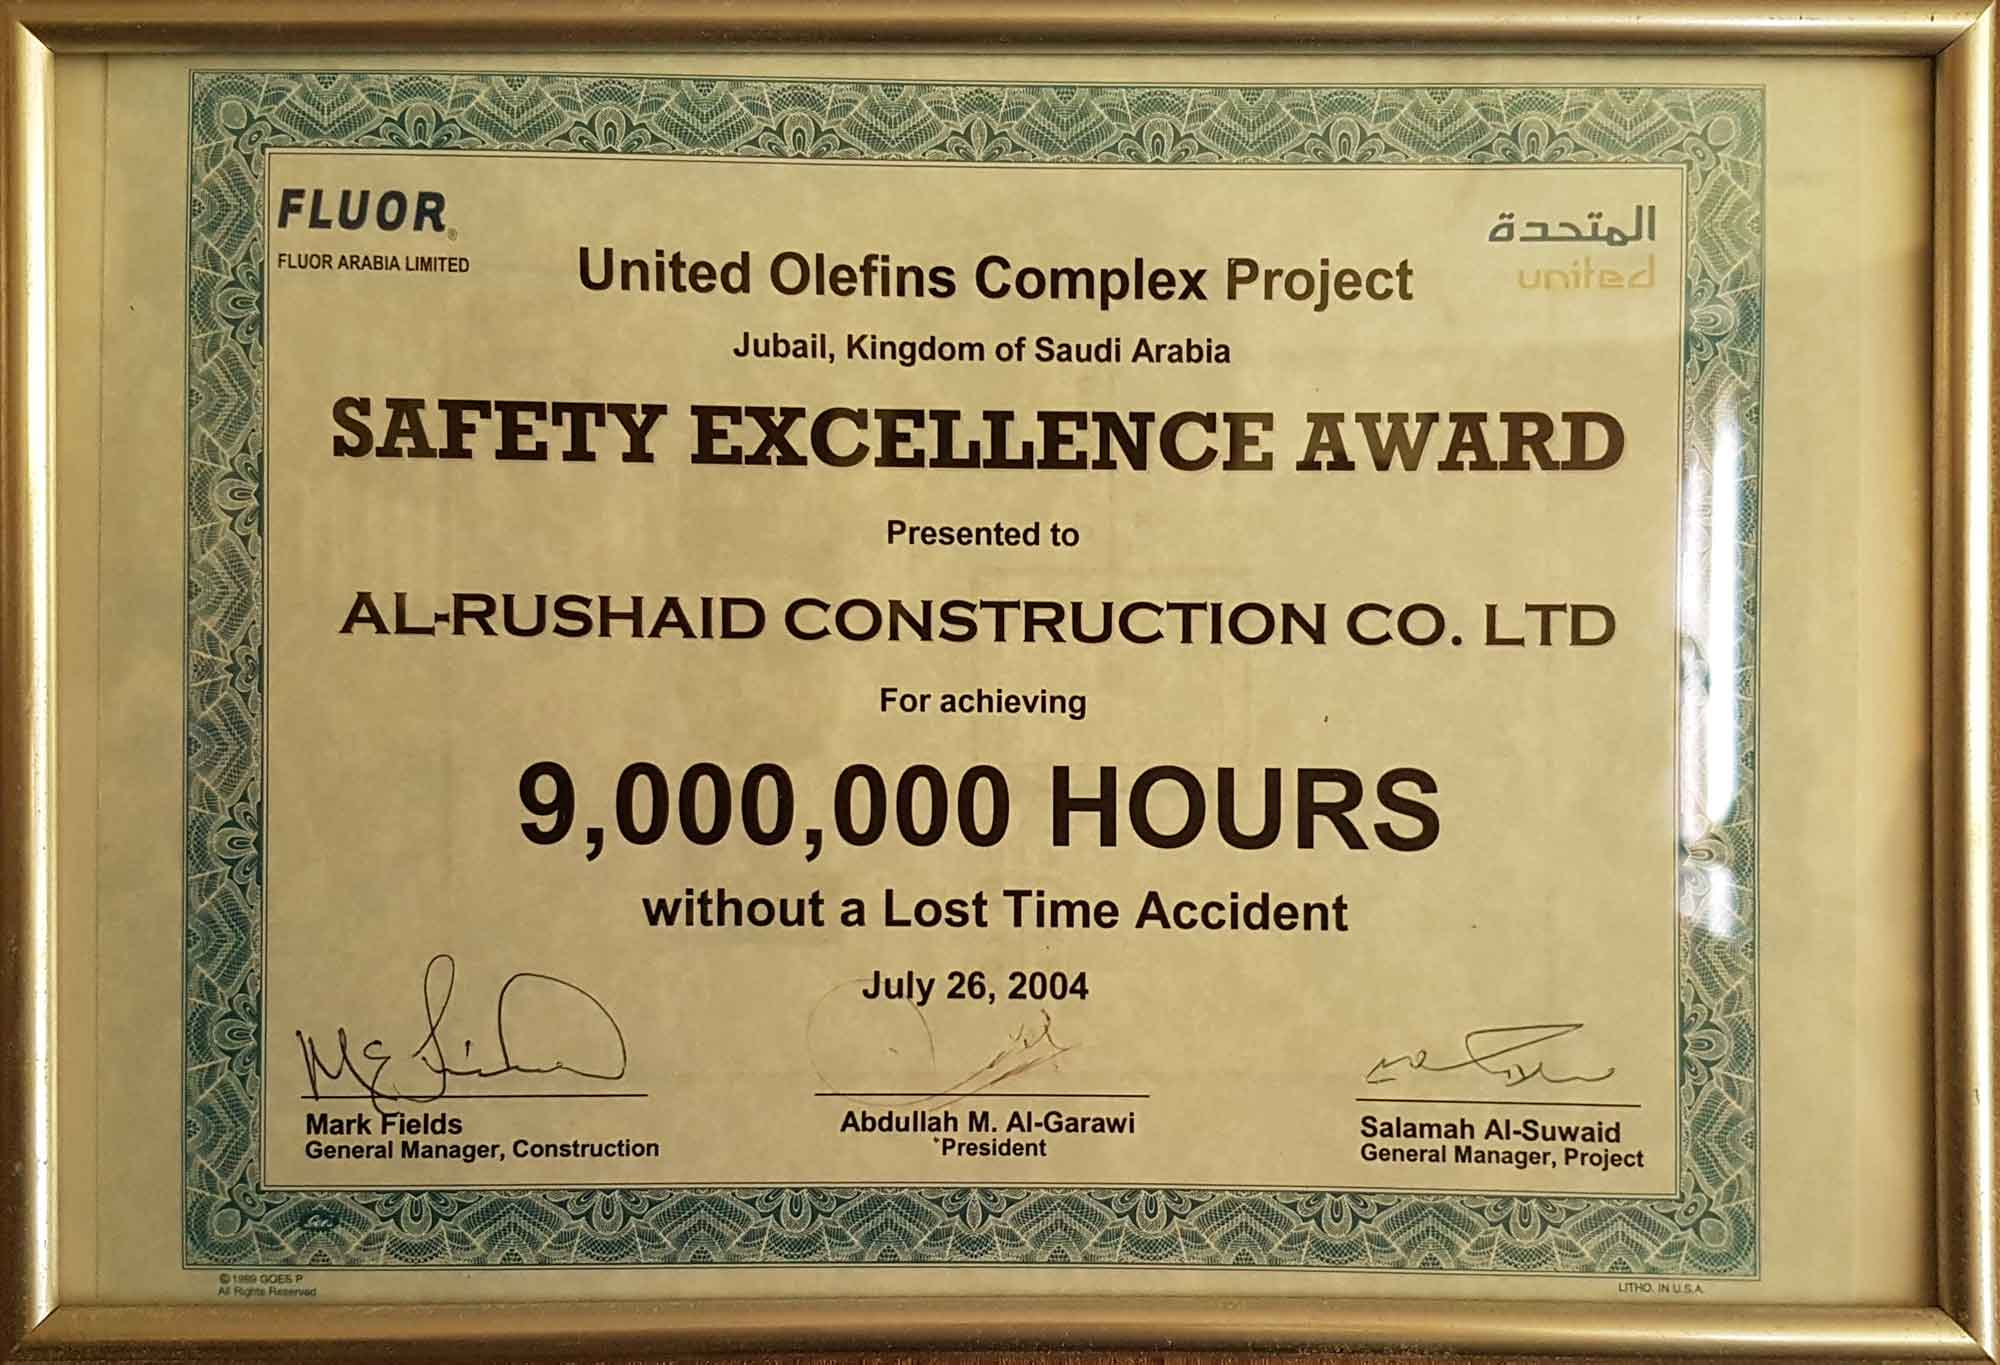 FLUOR®
FLUOR ARABIA LIMITED
المتحدة
united
United Olefins Complex Project
Jubail, Kingdom of Saudi Arabia
SAFETY EXCELLENCE AWARD
Presented to
AL-RUSHAID CONSTRUCTION CO. LTD
For achieving
9,000,000 HOURS
without a Lost Time Accident
July 26, 2004
Mark Fields
General Manager, Construction
Abdullah M. Al-Garawi
President
Salamah Al-Suwaid
General Manager, Project
© 1989 GOES P
All Rights Reserved
LITHO. IN U.S.A.